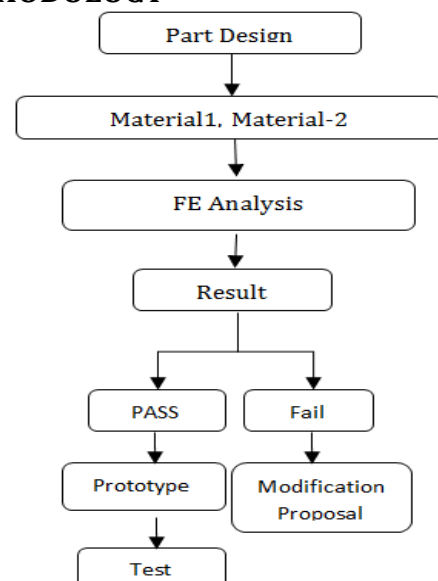 Part Design
Material1, Material-2
FE Analysis
Result
PASS
Fail
Prototype
Modification
Proposal
Test